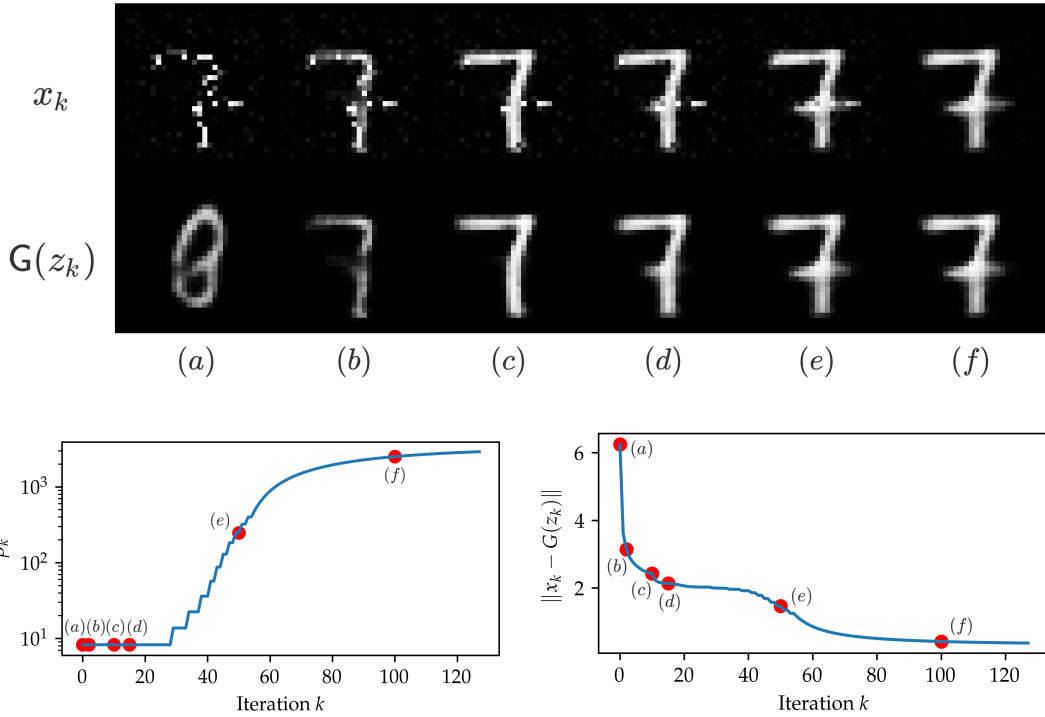 x_k
G(z_k)
(a) (b) (c) (d) (e) (f)
10^3
10^2
10^1
(a) (b) (c) (d)
(e)
(f)
0 20 40 60 80 100 120
Iteration k
‖x_k − G(z_k)‖
6
4
2
(a)
(b)
(c)
(d)
(e)
(f)
0 20 40 60 80 100 120
Iteration k